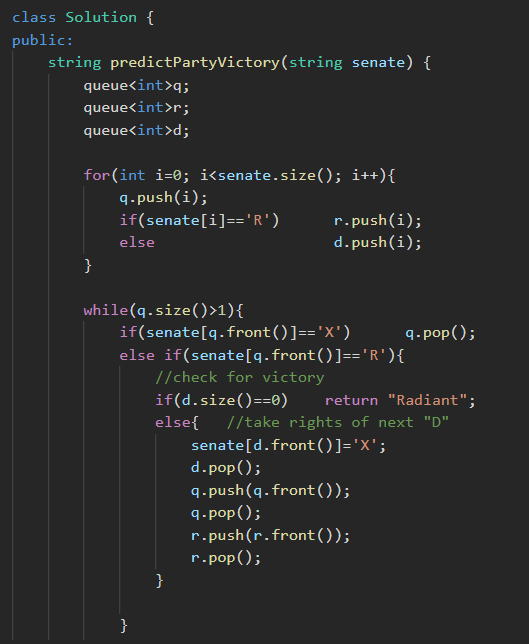 class Solution {
public:
    string predictPartyVictory(string senate) {
        queue<int>q;
        queue<int>r;
        queue<int>d;

        for(int i=0; i<senate.size(); i++){
            q.push(i);
            if(senate[i]=='R')      r.push(i);
            else                    d.push(i);
        }

        while(q.size()>1){
            if(senate[q.front()]=='X')      q.pop();
            else if(senate[q.front()]=='R'){
                //check for victory
                if(d.size()==0)    return "Radiant";
                else{   //take rights of next "D"
                    senate[d.front()]='X';
                    d.pop();
                    q.push(q.front());
                    q.pop();
                    r.push(r.front());
                    r.pop();
                }

            }